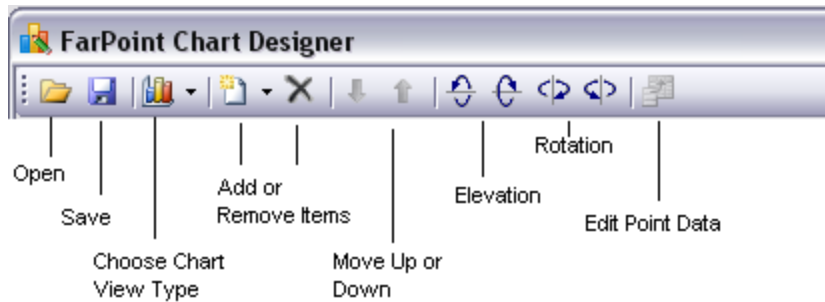 FarPoint Chart Designer
Open
Save
Choose Chart
View Type
Add or
Remove Items
Move Up or
Down
Elevation
Rotation
Edit Point Data